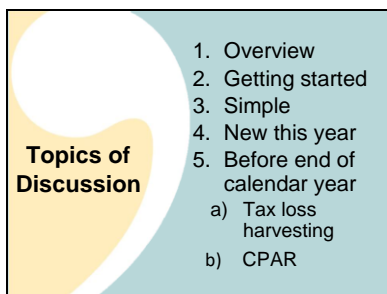 Topics of
Discussion
1. Overview
2. Getting started
3. Simple
4. New this year
5. Before end of
calendar year
a) Tax loss
harvesting
b) CPAR